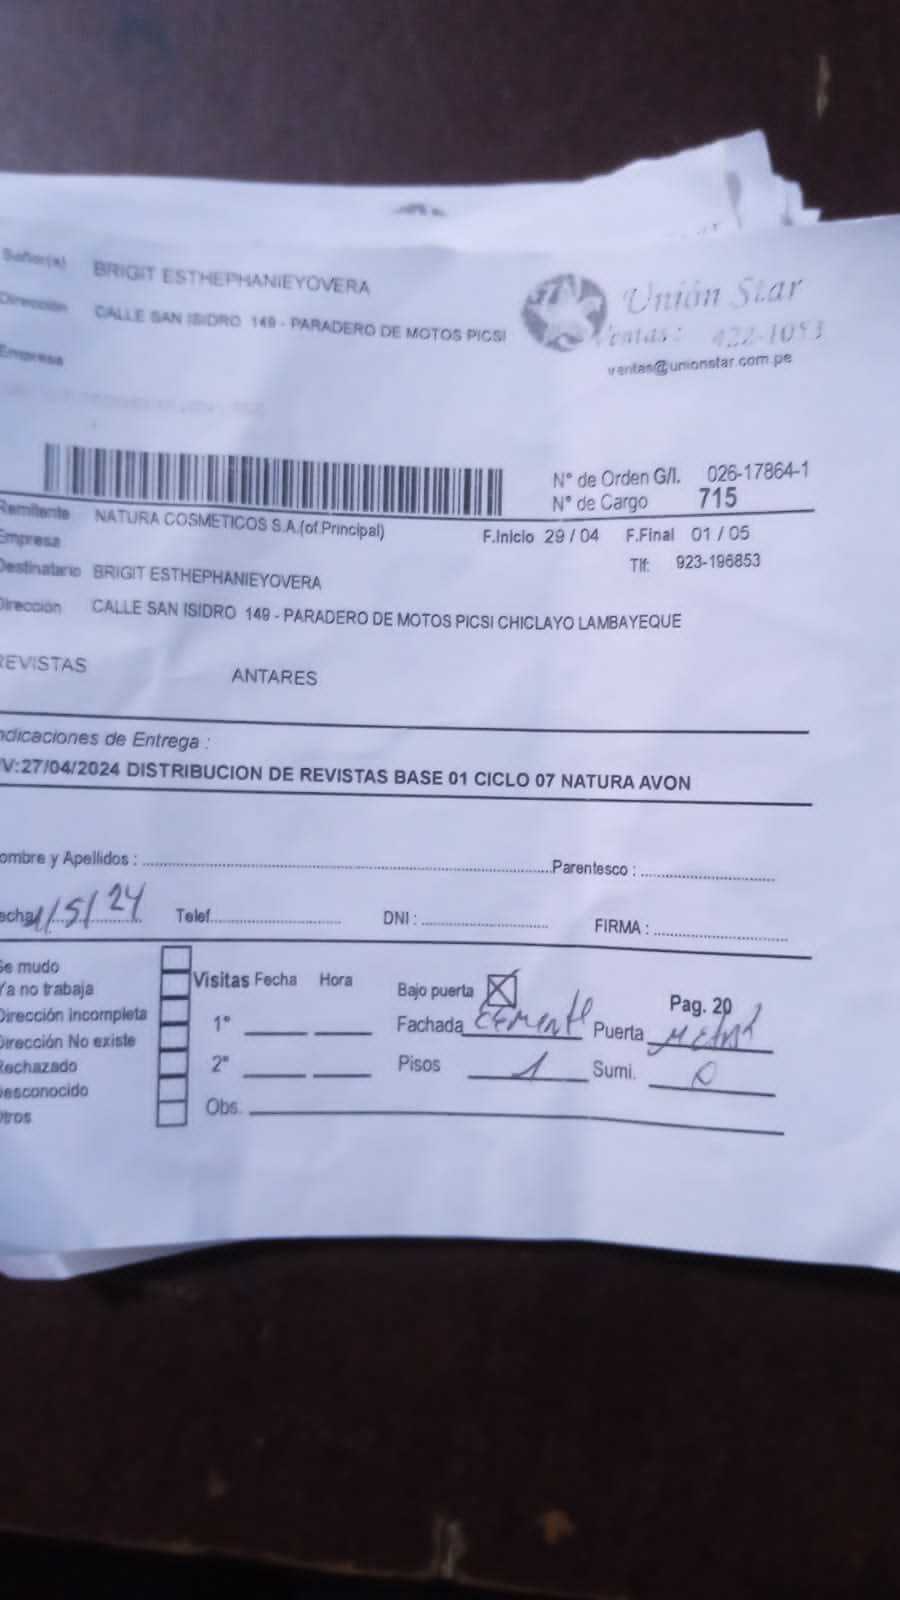 Señor(a) BRIGIT ESTHEPHANIEYOVERA
Dirección CALLE SAN ISIDRO 149 - PARADERO DE MOTOS PICSI
Empresa
Unión Star
Ventas: 422-1053
ventas@unionstar.com.pe
N° de Orden G/I. 026-17864-1
N° de Cargo 715
Remitente NATURA COSMETICOS S.A.(of.Principal)
F.Inicio 29 / 04 F.Final 01 / 05
Empresa
Tlf: 923-196853
Destinatario BRIGIT ESTHEPHANIEYOVERA
Dirección CALLE SAN ISIDRO 149 - PARADERO DE MOTOS PICSI CHICLAYO LAMBAYEQUE
REVISTAS ANTARES
ndicaciones de Entrega :
V:27/04/2024 DISTRIBUCION DE REVISTAS BASE 01 CICLO 07 NATURA AVON
ombre y Apellidos : Parentesco :
echa 1/5/24 Telef. DNI : FIRMA :
Se mudo
Ya no trabaja
Dirección Incompleta
Dirección No existe
Rechazado
Desconocido
Otros
Visitas Fecha Hora
1°
2°
Obs.
Bajo puerta X Pag. 20
Fachada cemento Puerta metal
Pisos 1 Sumi. 0